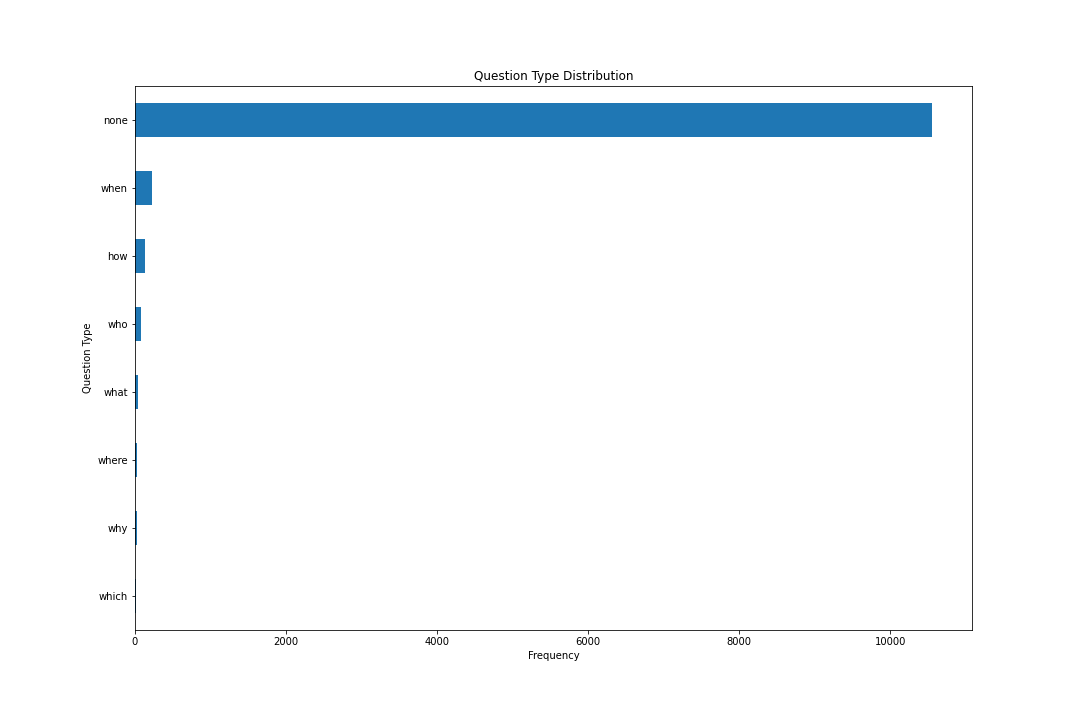 Question Type Distribution
none
when
how
who
what
where
why
which
Question Type
0 2000 4000 6000 8000 10000
Frequency